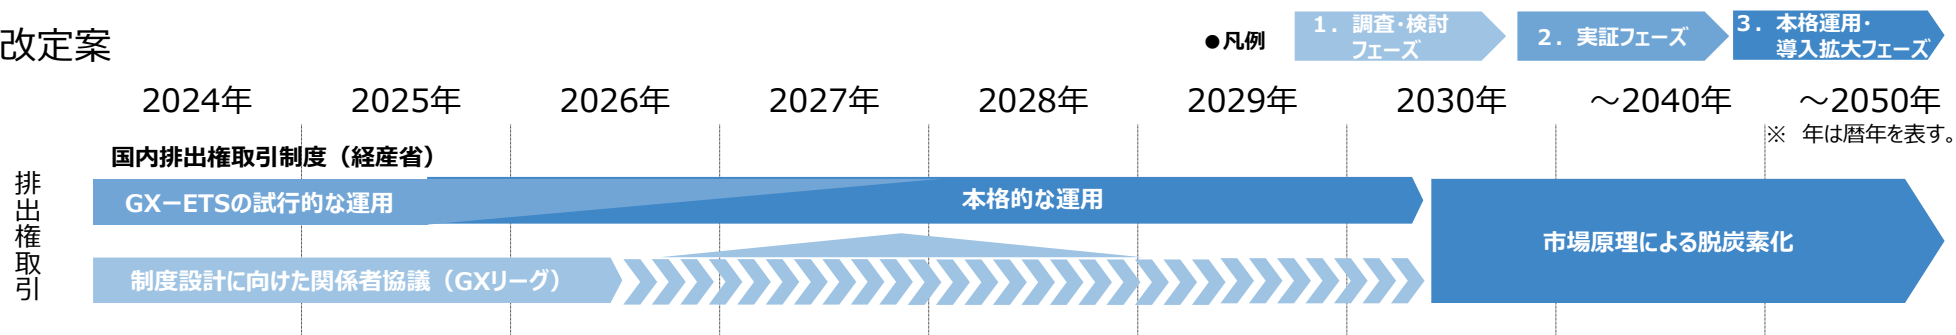 改定案
●凡例
1．調査・検討
フェーズ
2．実証フェーズ
3．本格運用・
導入拡大フェーズ
2024年
2025年
2026年
2027年
2028年
2029年
2030年
～2040年
～2050年
※ 年は暦年を表す。
国内排出権取引制度（経産省）
排出権取引
GXーETSの試行的な運用
本格的な運用
市場原理による脱炭素化
制度設計に向けた関係者協議（GXリーグ）